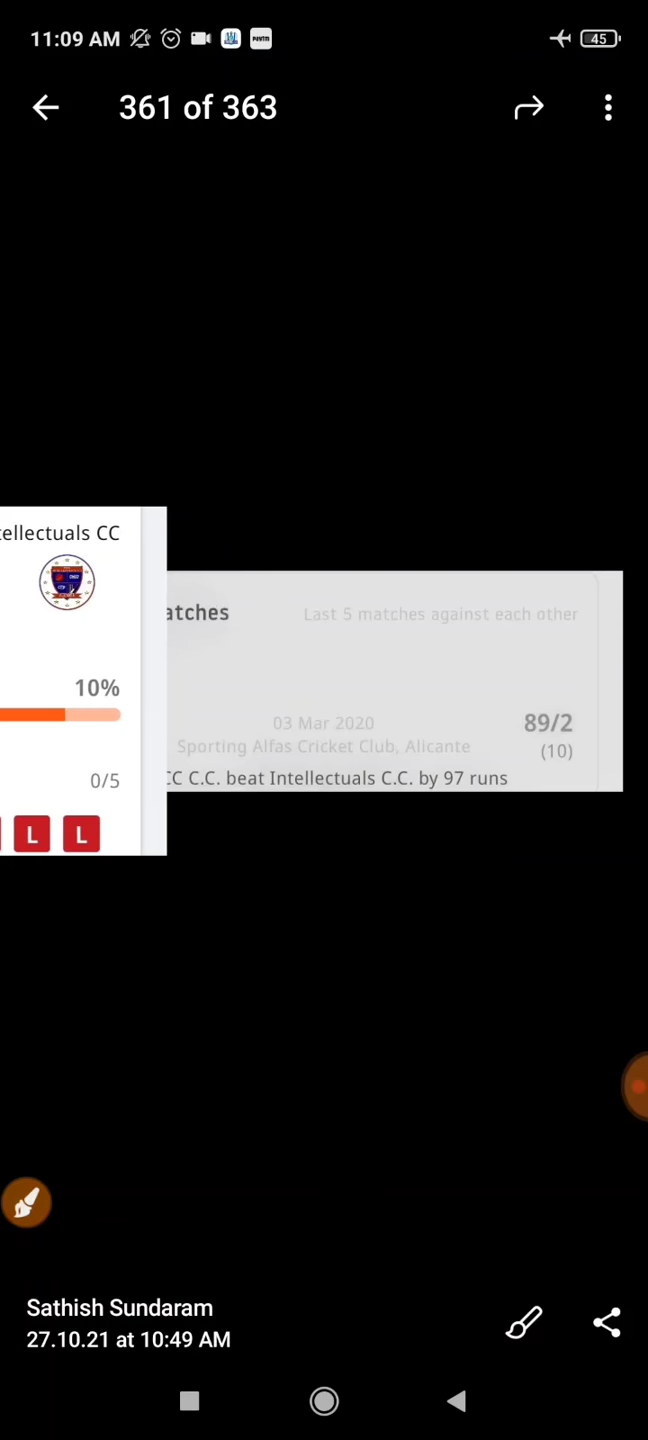 11:09 AM
45
361 of 363
tellectuals CC
10%
0/5
L L
atches Last 5 matches against each other
03 Mar 2020
89/2
Sporting Alfas Cricket Club, Alicante
(10)
CC C.C. beat Intellectuals C.C. by 97 runs
Sathish Sundaram
27.10.21 at 10:49 AM